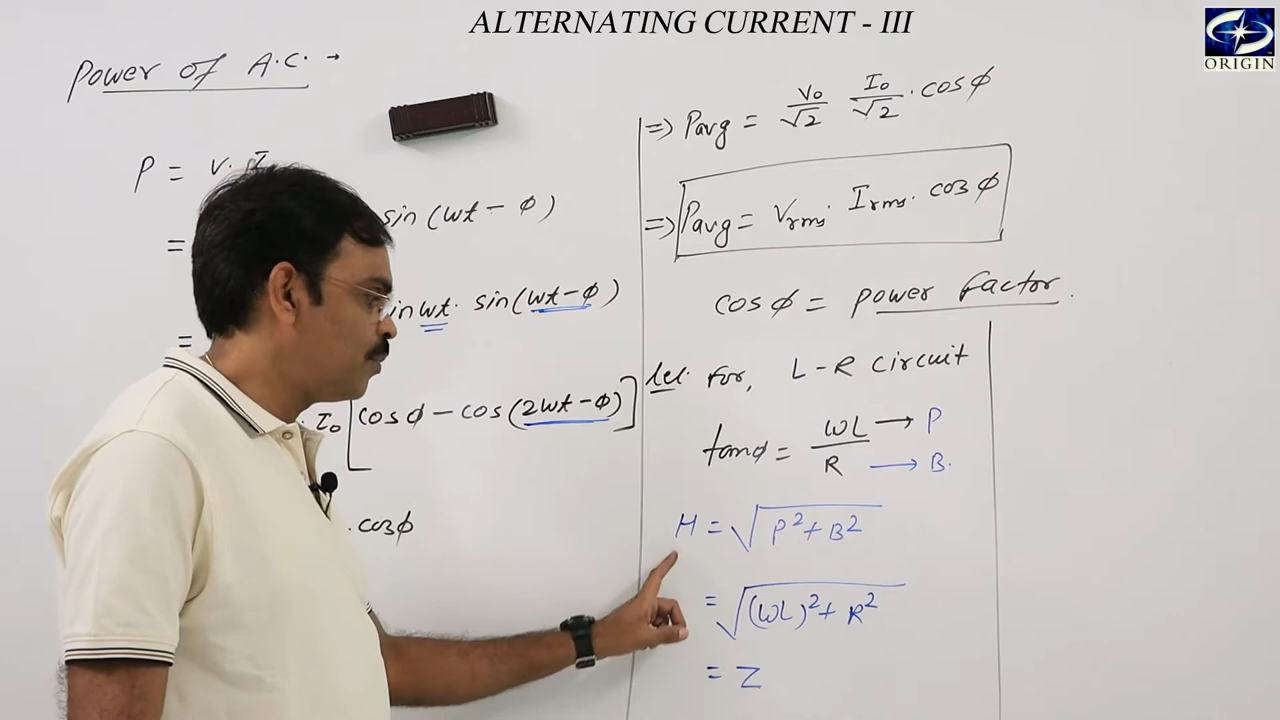 ALTERNATING CURRENT - III
ORIGIN
Power of A.C. →
P = V. I
= sin (ωt - φ)
= sin ωt. sin (ωt - φ)
. I₀ [cos φ - cos (2ωt - φ)]
. cos φ
=> Pavg = V₀/√2 I₀/√2 . cos φ
=> Pavg = Vrms. Irms. cos φ
cos φ = power factor.
let. For, L-R circuit
tan φ = ωL/R → P → B.
H = √(P² + B²)
= √((ωL)² + R²)
= Z